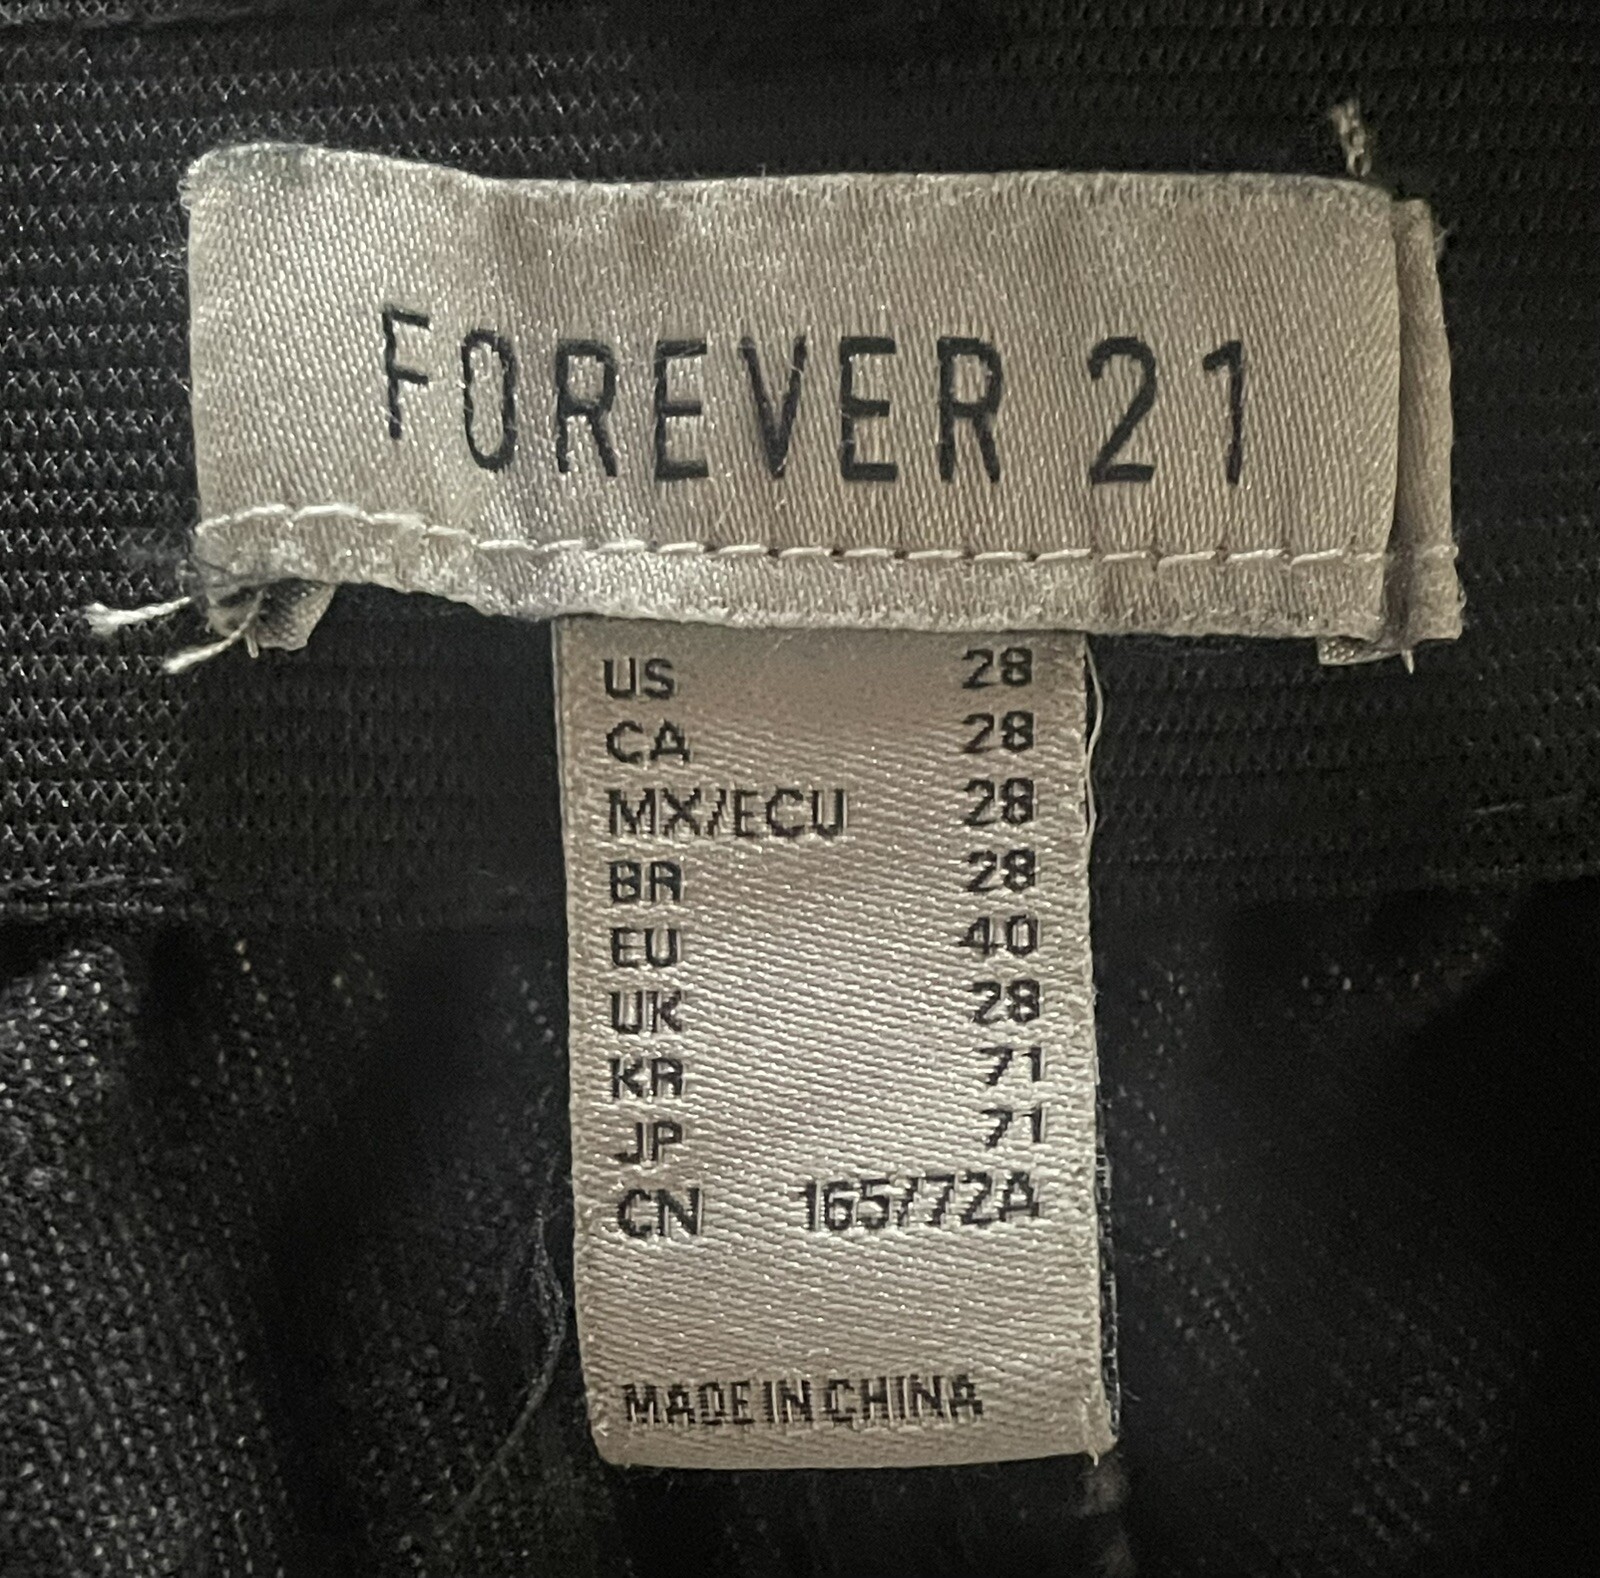 FOREVER 21
US 28
CA 28
MX/ECU 28
BR 28
EU 40
UK 28
KR 71
JP 71
CN 165/72A
MADE IN CHINA